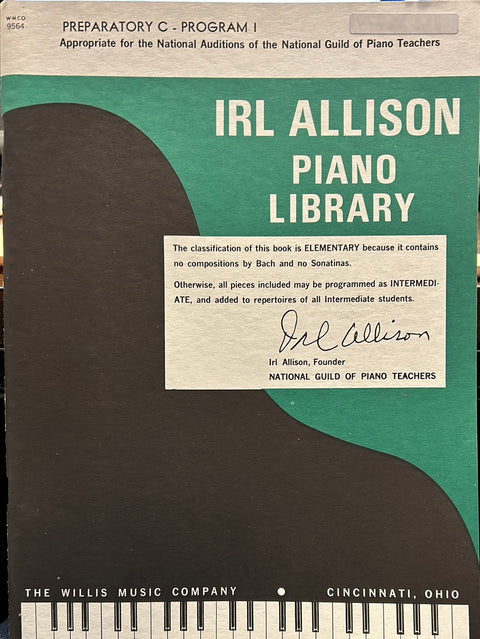 WMCO
9564
PREPARATORY C - PROGRAM I
Appropriate for the National Auditions of the National Guild of Piano Teachers
IRL ALLISON
PIANO
LIBRARY
The classification of this book is ELEMENTARY because it contains
no compositions by Bach and no Sonatinas.
Otherwise, all pieces included may be programmed as INTERMEDI-
ATE, and added to repertoires of all Intermediate students.
Irl Allison
Irl Allison, Founder
NATIONAL GUILD OF PIANO TEACHERS
THE WILLIS MUSIC COMPANY ● CINCINNATI, OHIO